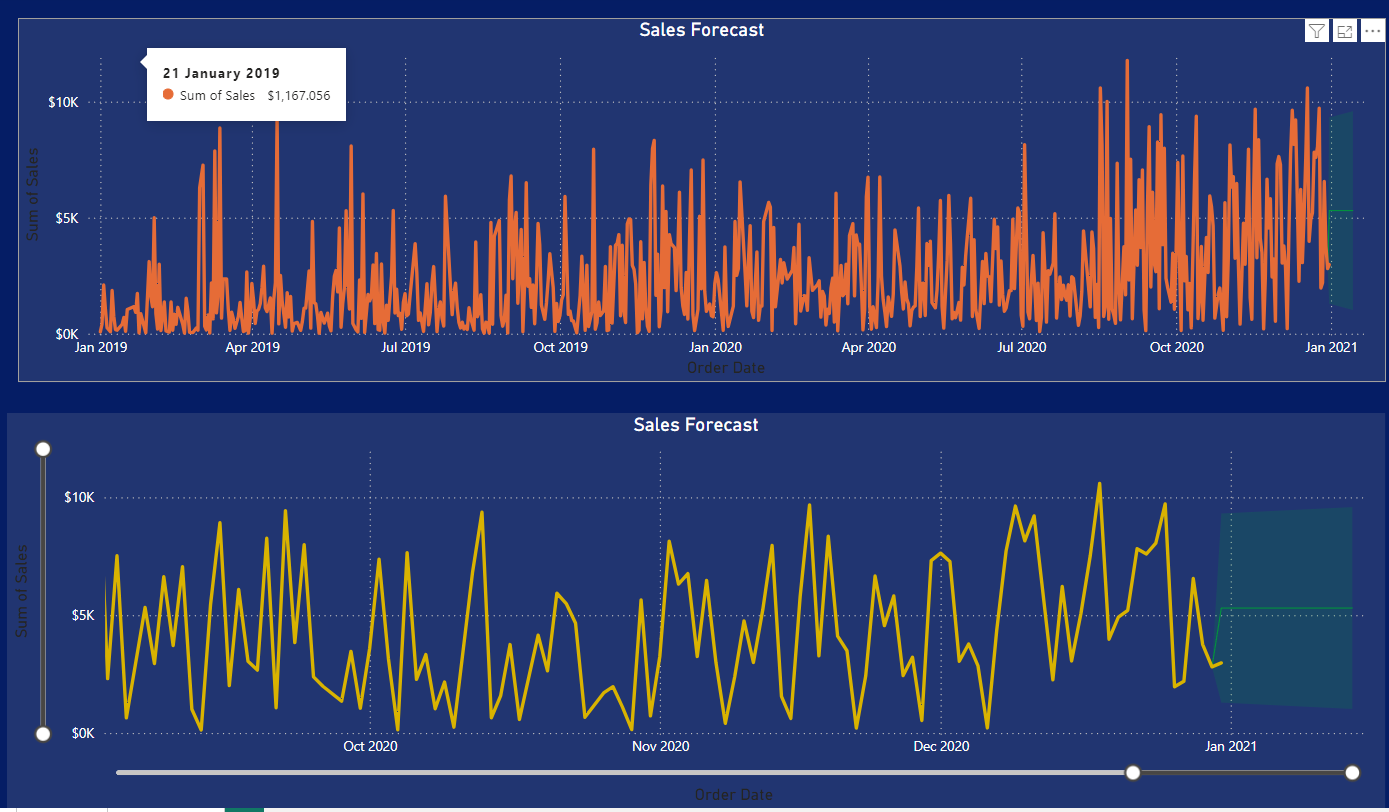 Sales Forecast
21 January 2019
Sum of Sales $1,167.056
$10K
$5K
$0K
Sum of Sales
Jan 2019 Apr 2019 Jul 2019 Oct 2019 Jan 2020 Apr 2020 Jul 2020 Oct 2020 Jan 2021
Order Date
Sales Forecast
$10K
$5K
$0K
Sum of Sales
Oct 2020 Nov 2020 Dec 2020 Jan 2021
Order Date